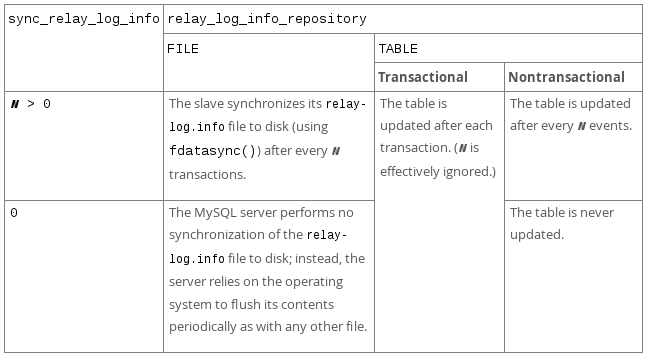 sync_relay_log_info
relay_log_info_repository
FILE
TABLE
Transactional
Nontransactional
N > 0
The slave synchronizes its relay-
log.info file to disk (using
fdatasync()) after every N
transactions.
The table is
updated after each
transaction. (N is
effectively ignored.)
The table is updated
after every N events.
0
The MySQL server performs no
synchronization of the relay-
log.info file to disk; instead, the
server relies on the operating
system to flush its contents
periodically as with any other file.
The table is never
updated.